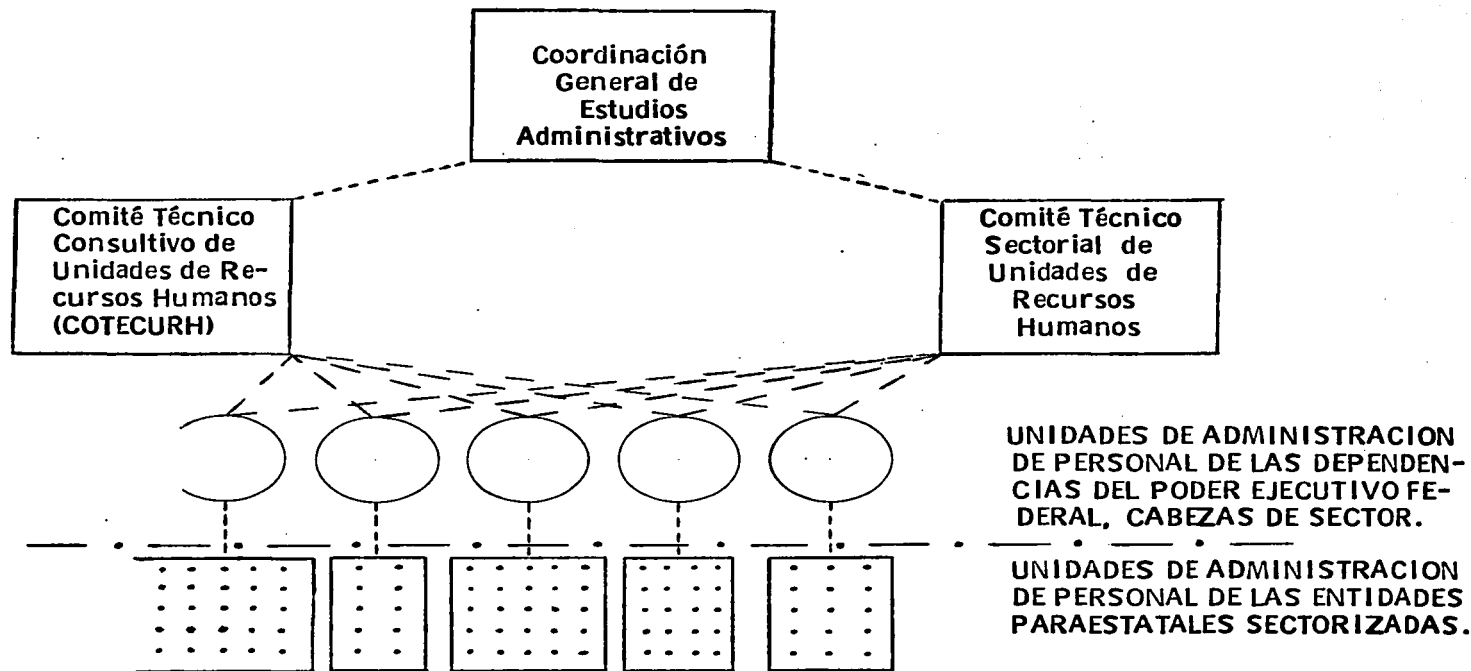 Coordinación
General de
Estudios
Administrativos
Comité Técnico
Consultivo de
Unidades de Re-
cursos Humanos
(COTECURH)
Comité Técnico
Sectorial de
Unidades de
Recursos
Humanos
UNIDADES DE ADMINISTRACION
DE PERSONAL DE LAS DEPENDEN-
CIAS DEL PODER EJECUTIVO FE-
DERAL, CABEZAS DE SECTOR.
UNIDADES DE ADMINISTRACION
DE PERSONAL DE LAS ENTIDADES
PARAESTATALES SECTORIZADAS.